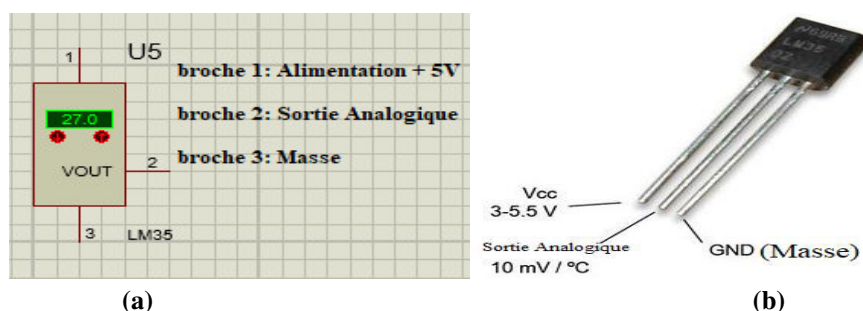 1
U5
broche 1: Alimentation + 5V
27.0
broche 2: Sortie Analogique
VOUT
2
broche 3: Masse
3
LM35
(a)
LM35
Vcc
3-5.5 V
Sortie Analogique
10 mV / ºC
GND (Masse)
(b)